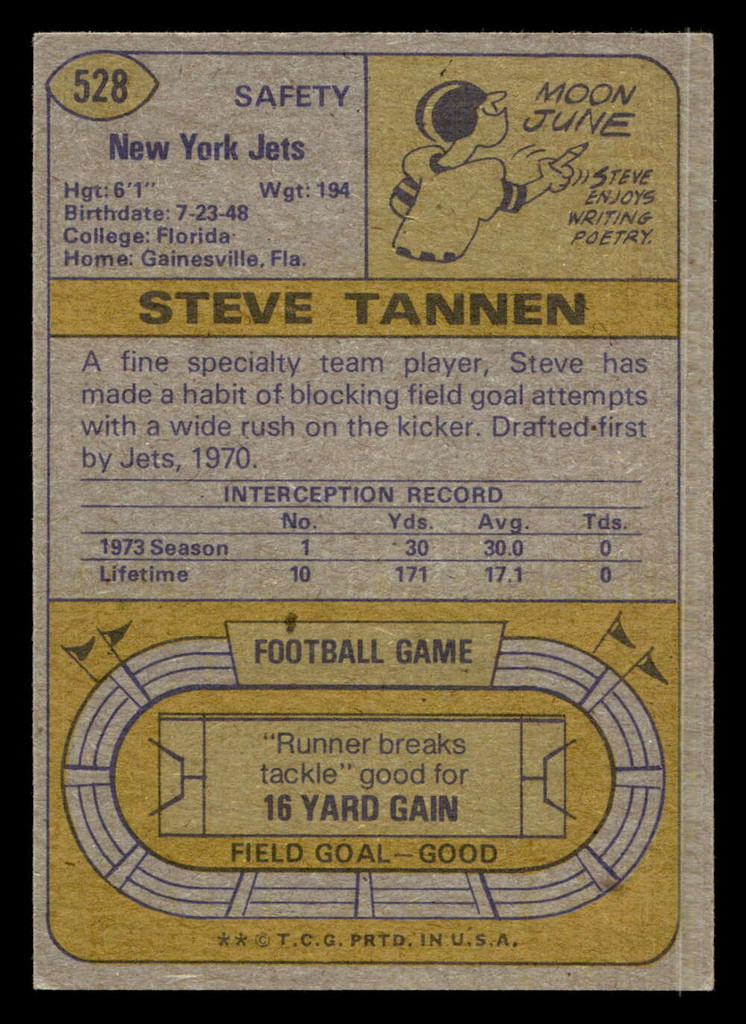 528
SAFETY
New York Jets
Hgt: 6'1" Wgt: 194
Birthdate: 7-23-48
College: Florida
Home: Gainesville, Fla.
MOON
JUNE
STEVE
ENJOYS
WRITING
POETRY.
STEVE TANNEN
A fine specialty team player, Steve has
made a habit of blocking field goal attempts
with a wide rush on the kicker. Drafted first
by Jets, 1970.
INTERCEPTION RECORD
No. Yds. Avg. Tds.
1973 Season 1 30 30.0 0
Lifetime 10 171 17.1 0
FOOTBALL GAME
"Runner breaks
tackle" good for
16 YARD GAIN
FIELD GOAL—GOOD
** © T.C.G. PRTD. IN U.S.A.